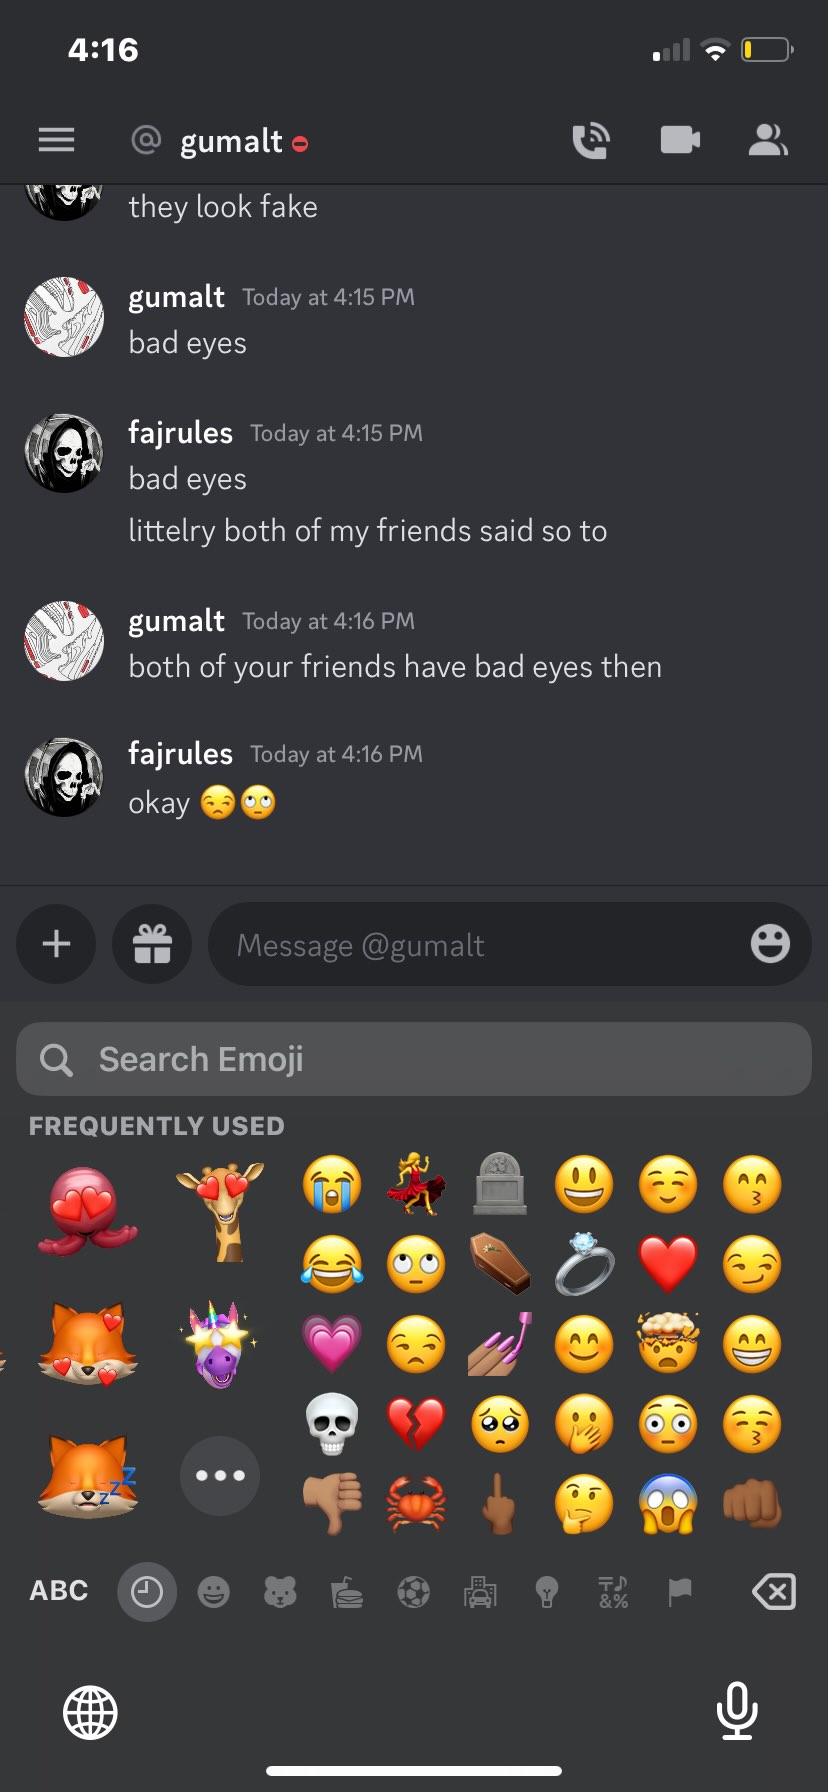 4:16
@ gumalt
they look fake
gumalt Today at 4:15 PM
bad eyes
fajrules Today at 4:15 PM
bad eyes
littelry both of my friends said so to
gumalt Today at 4:16 PM
both of your friends have bad eyes then
fajrules Today at 4:16 PM
okay 😒🙄
Message @gumalt
Search Emoji
FREQUENTLY USED
ABC